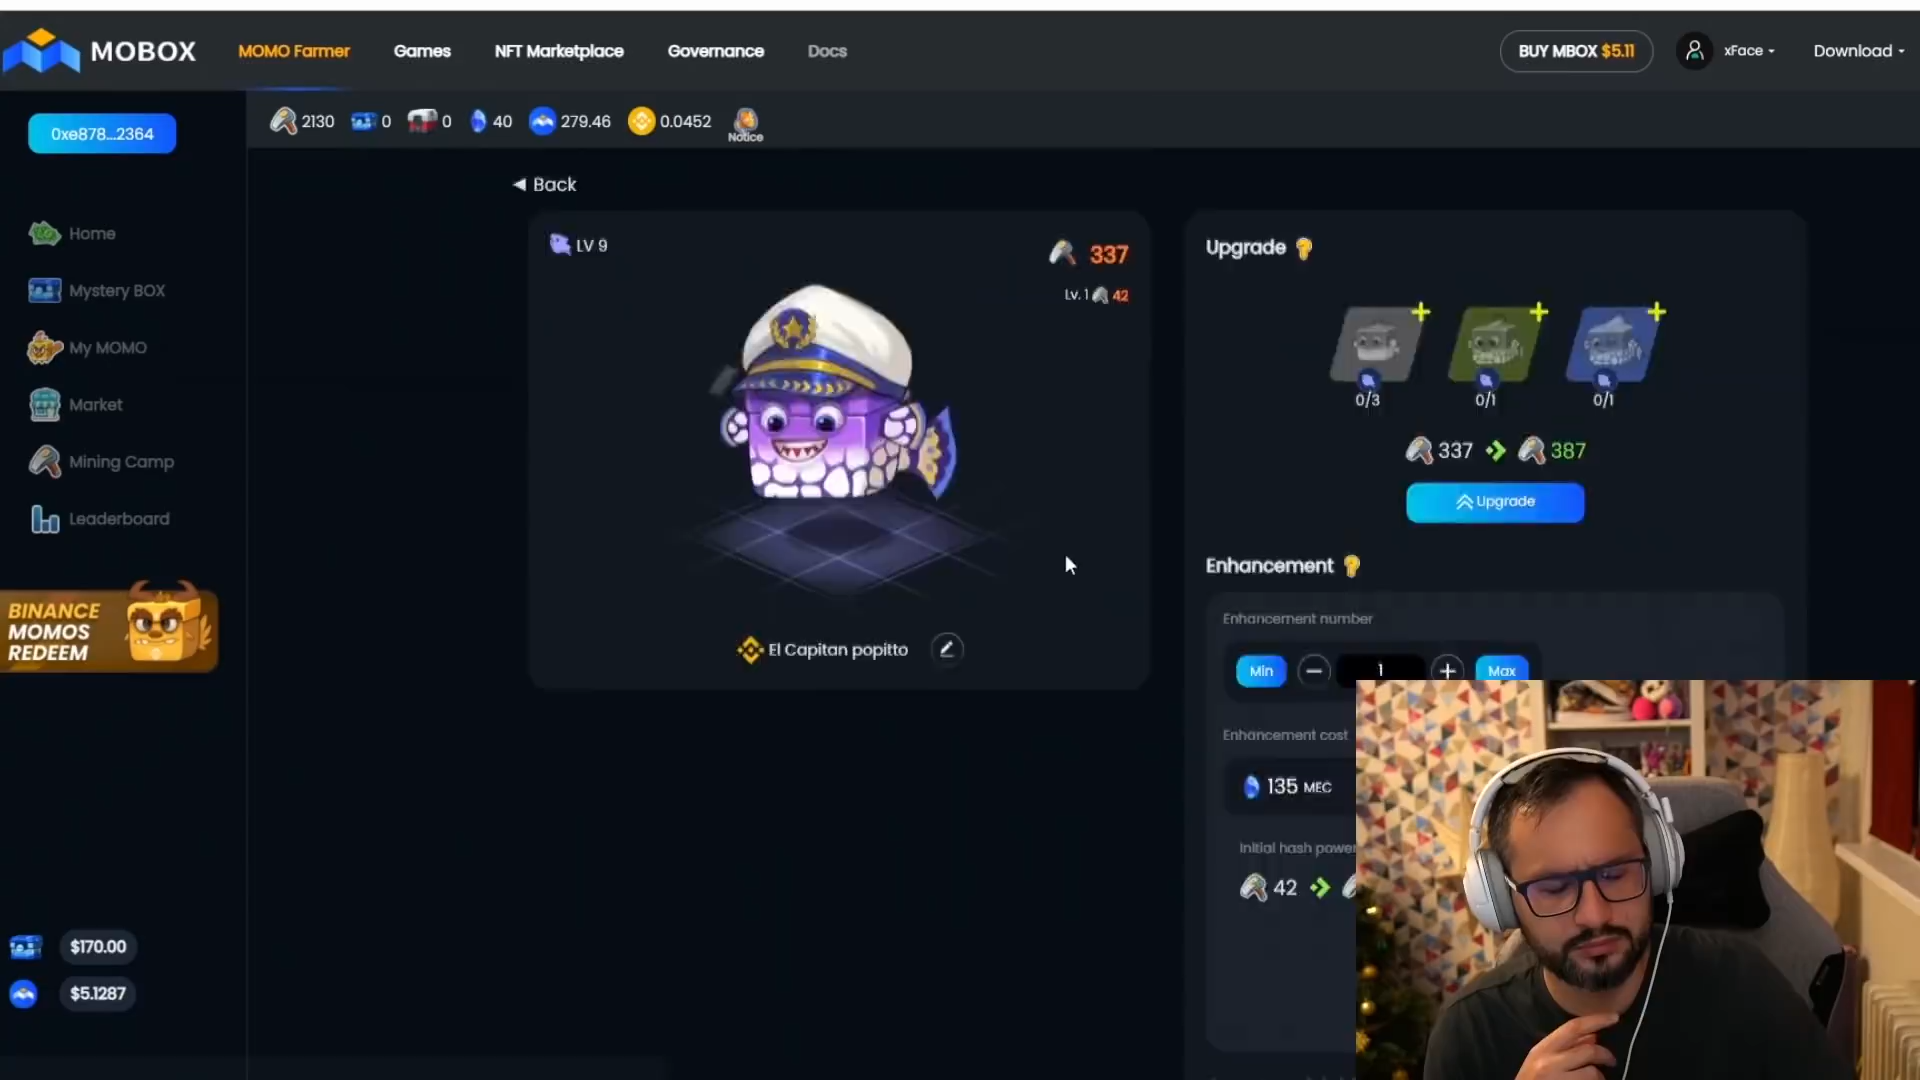 MOBOX
MOMO Farmer
Games
NFT Marketplace
Governance
Docs
BUY MBOX $5.11
xFace
Download
0xe878...2364
2130
0
0
40
279.46
0.0452
Notice
Home
Mystery BOX
My MOMO
Market
Mining Camp
Leaderboard
BINANCE
MOMOS
REDEEM
$170.00
$5.1287
Back
LV 9
337
Lv. 1 42
El Capitan popitto
Upgrade
0/3
0/1
0/1
337
387
Upgrade
Enhancement
Enhancement number
Min
1
Max
Enhancement cost
135 MEC
Initial hash power
42